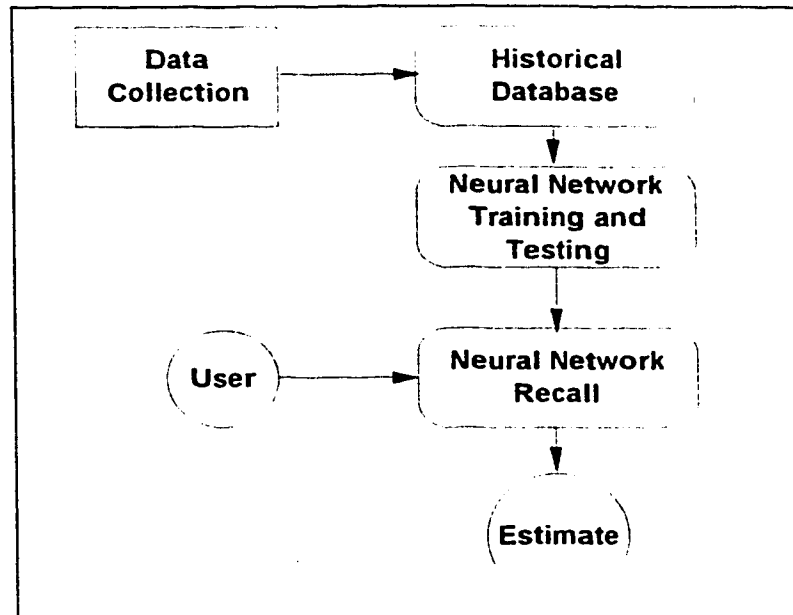 Data
Collection
Historical
Database
Neural Network
Training and
Testing
User
Neural Network
Recall
Estimate